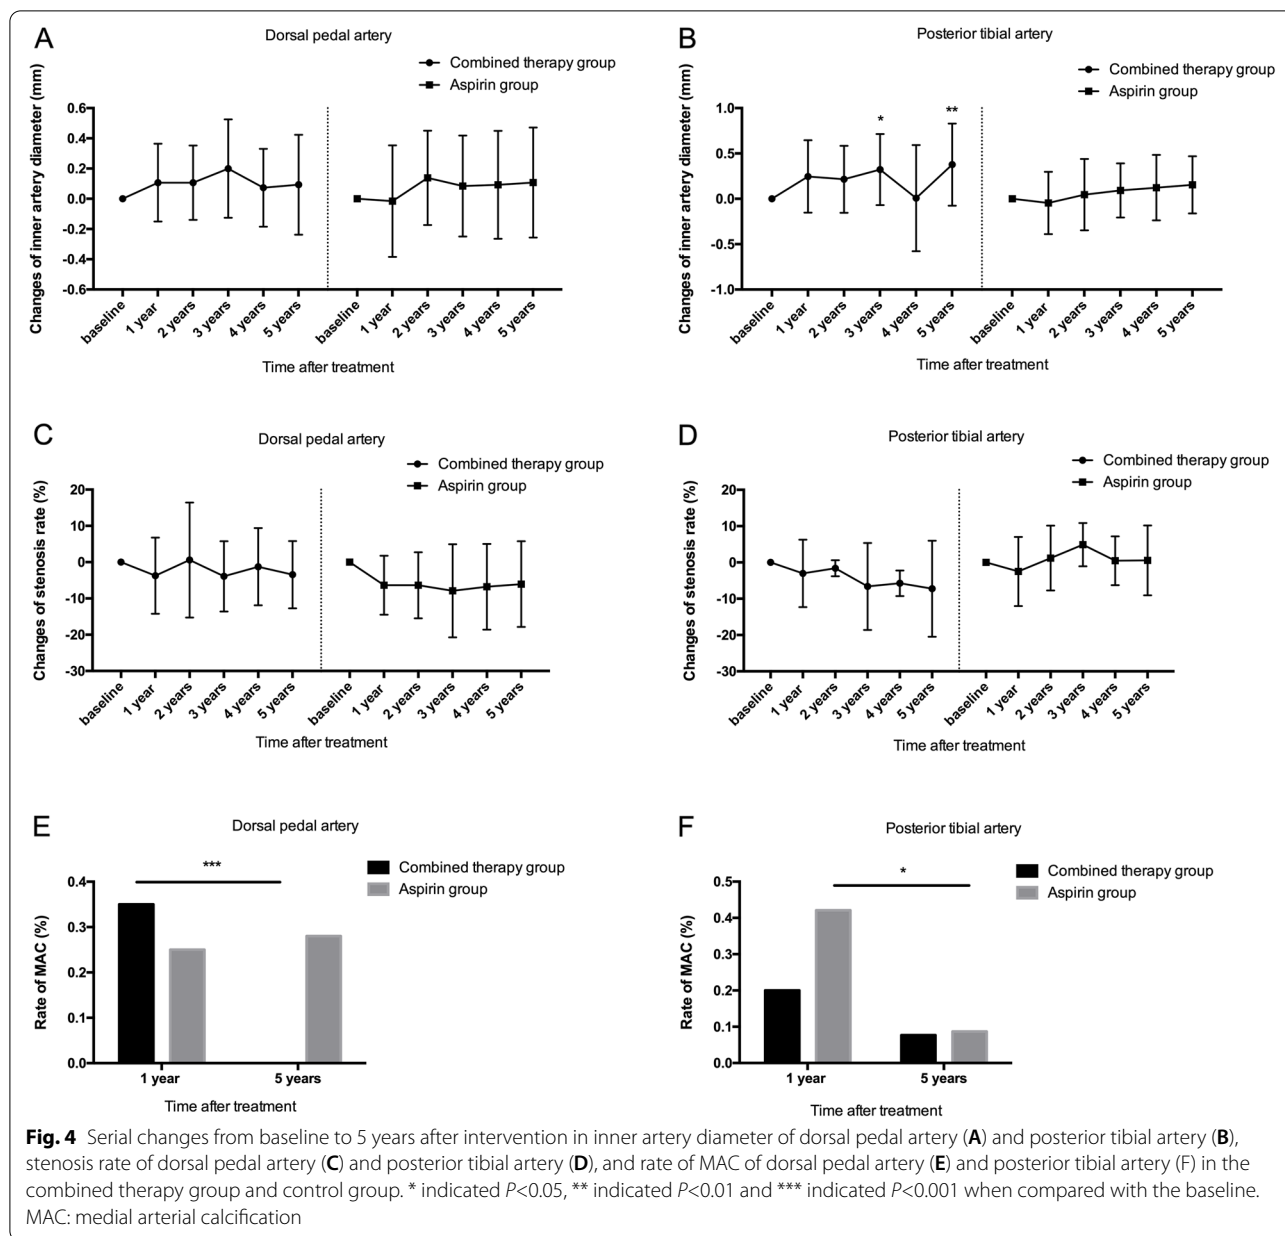 A
Dorsal pedal artery
Combined therapy group
Aspirin group
Changes of inner artery diameter (mm)
0.6
0.4
0.2
0.0
-0.2
-0.4
-0.6
baseline
1 year
2 years
3 years
4 years
5 years
baseline
1 year
2 years
3 years
4 years
5 years
Time after treatment
B
Posterior tibial artery
Combined therapy group
Aspirin group
Changes of inner artery diameter (mm)
1.0
0.5
0.0
-0.5
-1.0
*
**
baseline
1 year
2 years
3 years
4 years
5 years
baseline
1 year
2 years
3 years
4 years
5 years
Time after treatment
C
Dorsal pedal artery
Combined therapy group
Aspirin group
Changes of stenosis rate (%)
20
10
0
-10
-20
-30
baseline
1 year
2 years
3 years
4 years
5 years
baseline
1 year
2 years
3 years
4 years
5 years
Time after treatment
D
Posterior tibial artery
Combined therapy group
Aspirin group
Changes of stenosis rate (%)
20
10
0
-10
-20
-30
baseline
1 year
2 years
3 years
4 years
5 years
baseline
1 year
2 years
3 years
4 years
5 years
Time after treatment
E
Dorsal pedal artery
Combined therapy group
Aspirin group
***
Rate of MAC (%)
0.4
0.3
0.2
0.1
0.0
1 year
5 years
Time after treatment
F
Posterior tibial artery
Combined therapy group
Aspirin group
*
Rate of MAC (%)
0.5
0.4
0.3
0.2
0.1
0.0
1 year
5 years
Time after treatment
Fig. 4 Serial changes from baseline to 5 years after intervention in inner artery diameter of dorsal pedal artery (A) and posterior tibial artery (B),
stenosis rate of dorsal pedal artery (C) and posterior tibial artery (D), and rate of MAC of dorsal pedal artery (E) and posterior tibial artery (F) in the
combined therapy group and control group. * indicated P<0.05, ** indicated P<0.01 and *** indicated P<0.001 when compared with the baseline.
MAC: medial arterial calcification